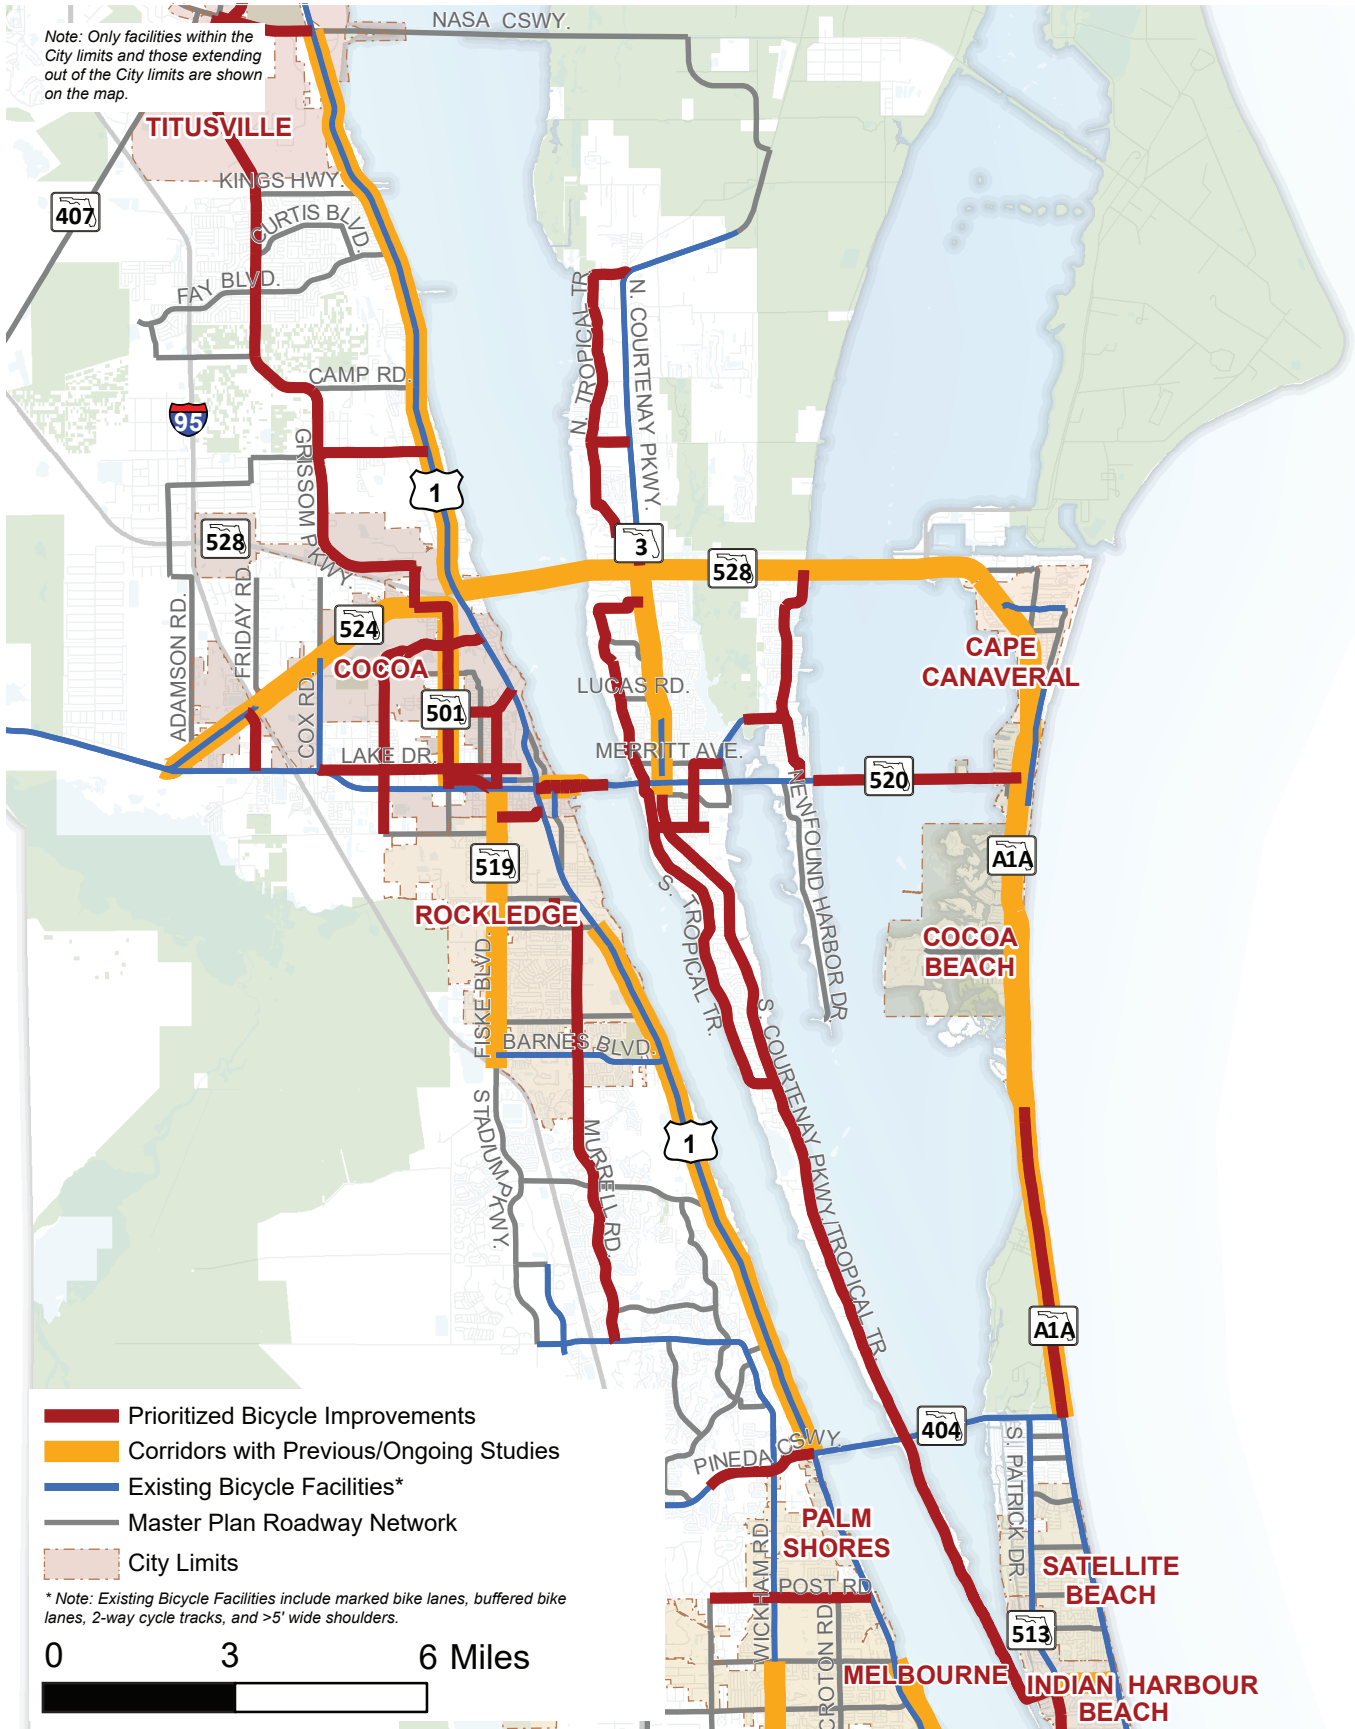 NASA CSWY.
Note: Only facilities within the
City limits and those extending
out of the City limits are shown
on the map.
TITUSVILLE
KINGS HWY.
407
CURTIS BLVD.
FAY BLVD.
N. TROPICAL TR.
N. COURTENAY PKWY.
CAMP RD.
95
GRISSOM PKWY.
1
528
3
528
ADAMSON RD.
FRIDAY RD.
524
COCOA
CAPE
CANAVERAL
COX RD.
LUCAS RD.
501
LAKE DR.
MERRITT AVE.
520
NEWFOUND HARBOR DR
519
A1A
S. TROPICAL TR.
ROCKLEDGE
COCOA
BEACH
FISKE BLVD.
BARNES BLVD.
S. COURTENAY PKWY./TROPICAL TR.
STADIUM PKWY.
MURRELL RD.
1
A1A
404
PINEDA CSWY.
S. PATRICK DR
Prioritized Bicycle Improvements
Corridors with Previous/Ongoing Studies
Existing Bicycle Facilities*
Master Plan Roadway Network
City Limits
* Note: Existing Bicycle Facilities include marked bike lanes, buffered bike
lanes, 2-way cycle tracks, and >5' wide shoulders.
0 3 6 Miles
PALM
SHORES
WICKHAM RD
POST RD
CROTON RD
SATELLITE
BEACH
513
MELBOURNE
INDIAN HARBOUR
BEACH